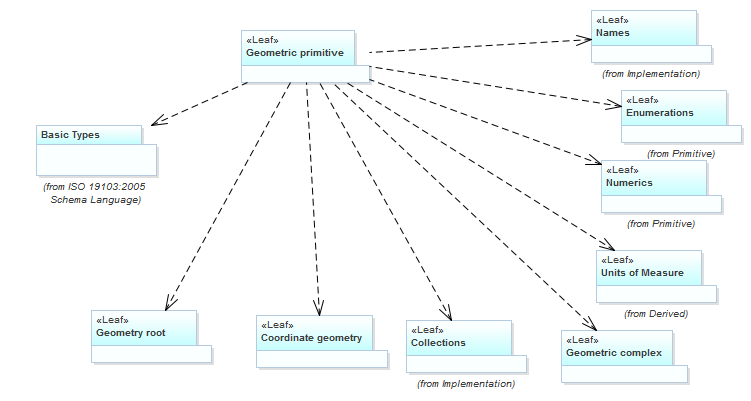 «Leaf»
Geometric primitive
«Leaf»
Names
(from Implementation)
«Leaf»
Enumerations
(from Primitive)
Basic Types
(from ISO 19103:2005
Schema Language)
«Leaf»
Numerics
(from Primitive)
«Leaf»
Units of Measure
(from Derived)
«Leaf»
Geometry root
«Leaf»
Coordinate geometry
«Leaf»
Collections
(from Implementation)
«Leaf»
Geometric complex